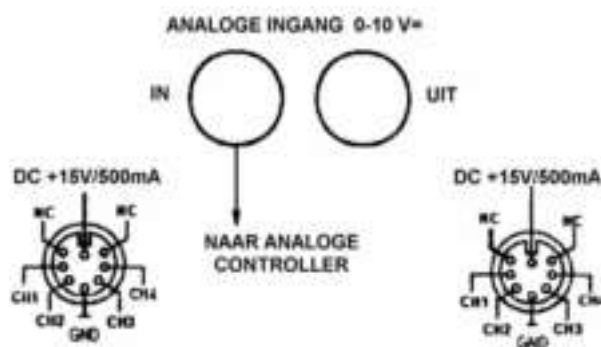 ANALOGE INGANG 0-10 V=
IN
UIT
DC +15V/500mA
DC +15V/500mA
NC
NC
NC
NC
NAAR ANALOGE
CONTROLLER
CH1
CH4
CH1
CH4
CH2
CH3
CH2
CH3
GND
GND